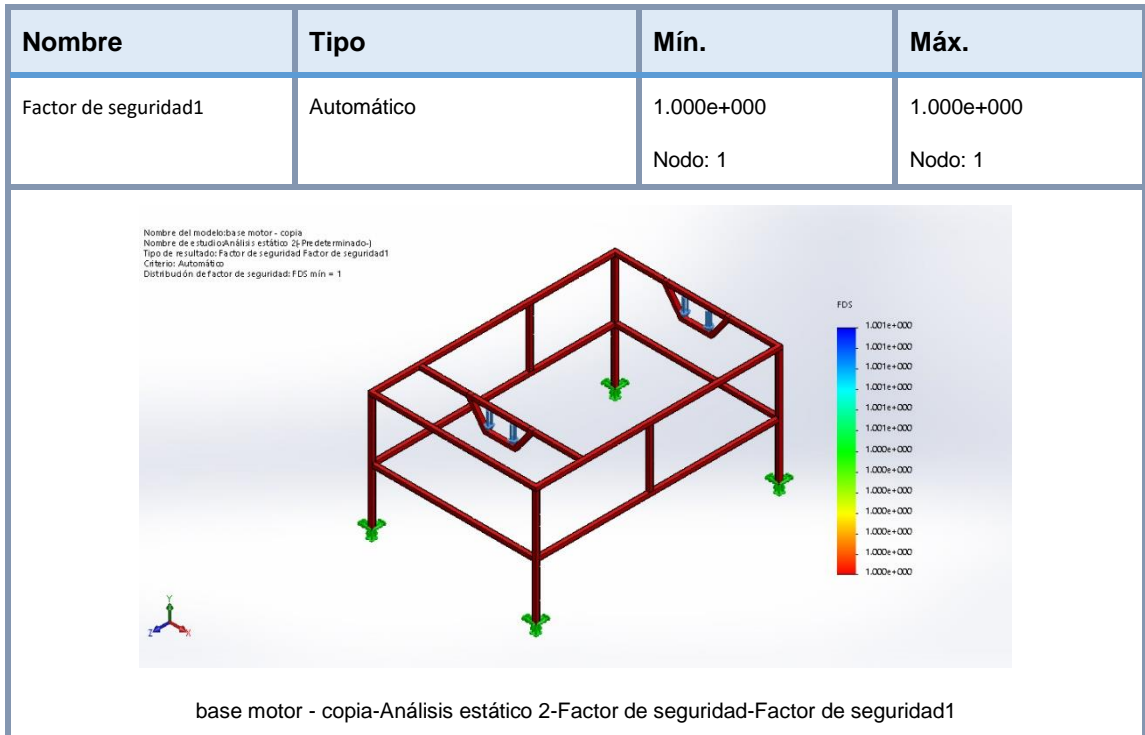 Nombre Tipo Mín. Máx.
Factor de seguridad1 Automático 1.000e+000 1.000e+000
Nodo: 1 Nodo: 1
Nombre del modelo:base motor - copia
Nombre de estudio:Análisis estático 2(-Predeterminado-)
Tipo de resultado: Factor de seguridad Factor de seguridad1
Criterio: Automático
Distribución de factor de seguridad: FDS mín = 1
FDS
1.001e+000
1.001e+000
1.001e+000
1.001e+000
1.001e+000
1.001e+000
1.000e+000
1.000e+000
1.000e+000
1.000e+000
1.000e+000
1.000e+000
1.000e+000
Y
Z X
base motor - copia-Análisis estático 2-Factor de seguridad-Factor de seguridad1